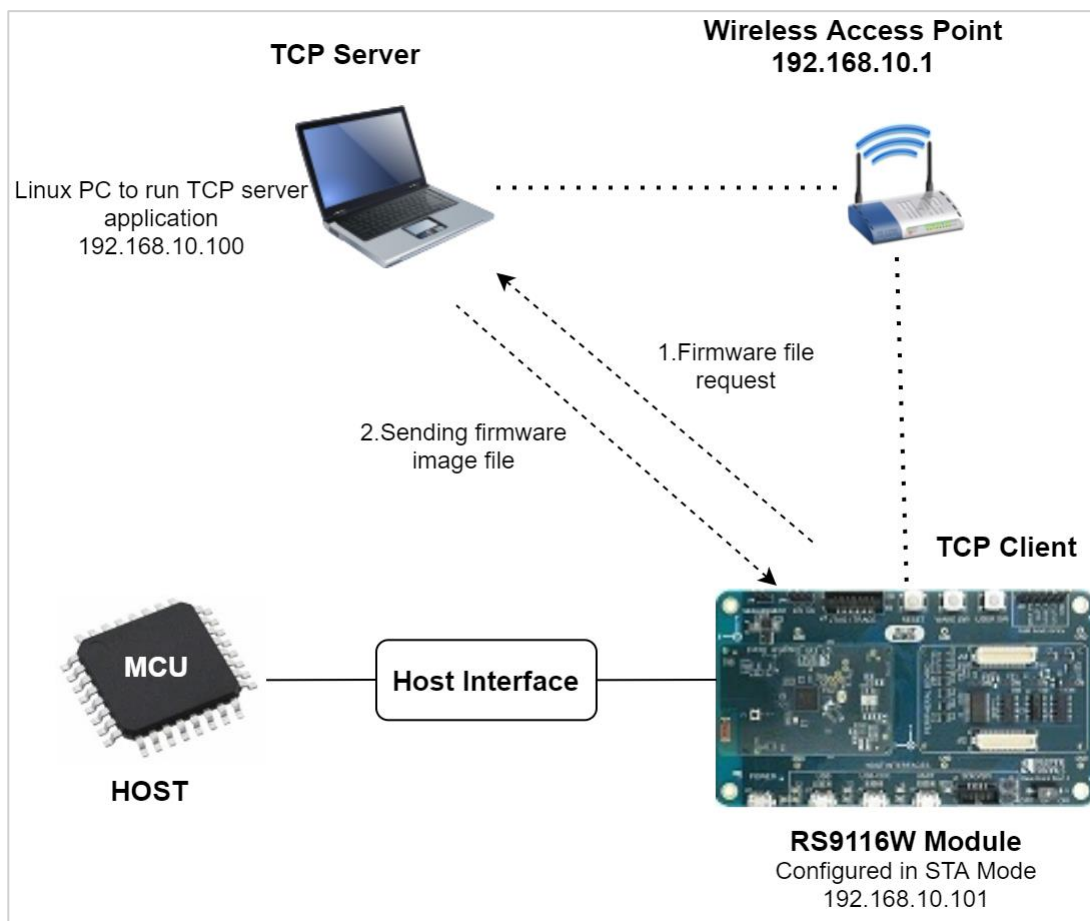 TCP Server
Wireless Access Point
192.168.10.1
Linux PC to run TCP server
application
192.168.10.100
1.Firmware file
request
2.Sending firmware
image file
TCP Client
MCU
Host Interface
HOST
RESET
POWER
RS9116W Module
Configured in STA Mode
192.168.10.101